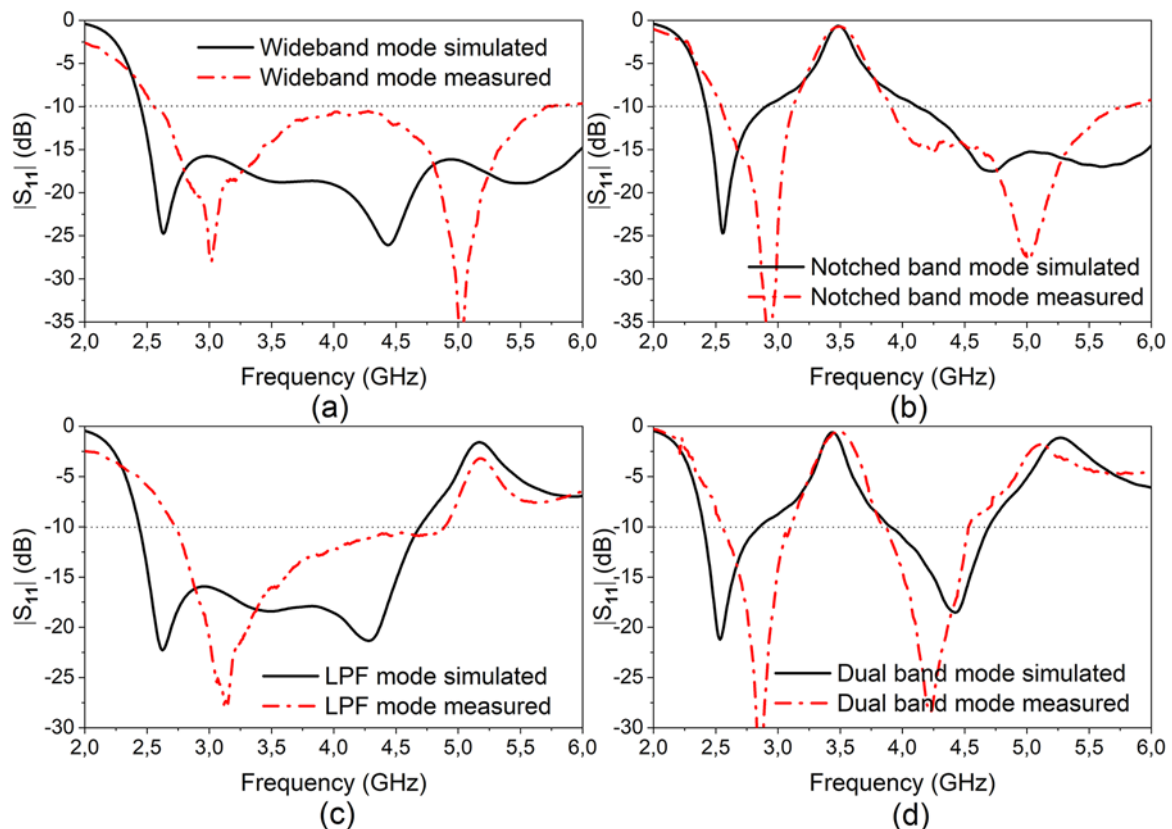 0
-5
-10
-15
-20
-25
-30
-35
|S11| (dB)
Wideband mode simulated
Wideband mode measured
2,0 2,5 3,0 3,5 4,0 4,5 5,0 5,5 6,0
Frequency (GHz)
(a)
0
-5
-10
-15
-20
-25
-30
-35
|S11| (dB)
Notched band mode simulated
Notched band mode measured
2,0 2,5 3,0 3,5 4,0 4,5 5,0 5,5 6,0
Frequency (GHz)
(b)
0
-5
-10
-15
-20
-25
-30
|S11| (dB)
LPF mode simulated
LPF mode measured
2,0 2,5 3,0 3,5 4,0 4,5 5,0 5,5 6,0
Frequency (GHz)
(c)
0
-5
-10
-15
-20
-25
-30
|S11| (dB)
Dual band mode simulated
Dual band mode measured
2,0 2,5 3,0 3,5 4,0 4,5 5,0 5,5 6,0
Frequency (GHz)
(d)